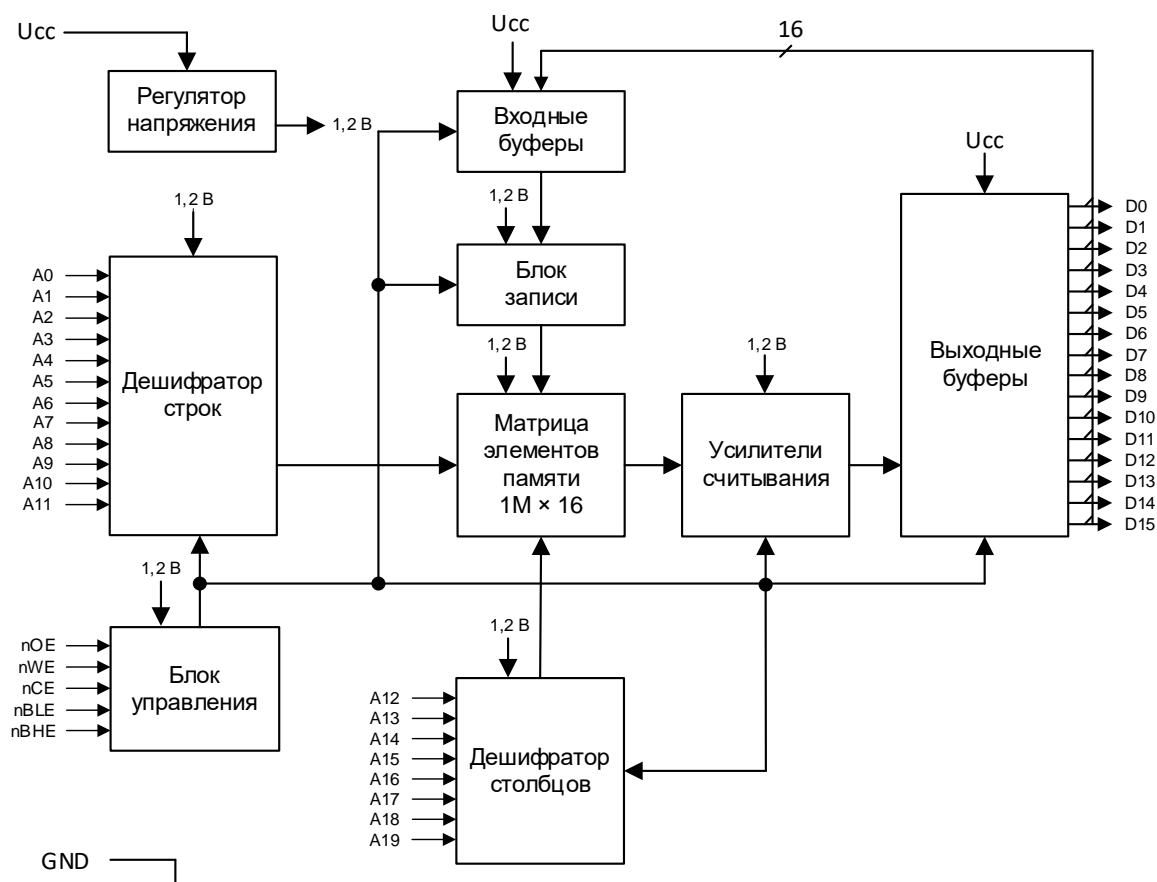 Ucc
Регулятор
напряжения
1,2 В
Ucc
16
Входные
буферы
1,2 В
Блок
записи
Ucc
Выходные
буферы
D0
D1
D2
D3
D4
D5
D6
D7
D8
D9
D10
D11
D12
D13
D14
D15
1,2 В
A0
A1
A2
A3
A4
A5
A6
A7
A8
A9
A10
A11
Дешифратор
строк
1,2 В
Матрица
элементов
памяти
1М × 16
1,2 В
Усилители
считывания
1,2 В
nOE
nWE
nCE
nBLE
nBHE
Блок
управления
1,2 В
A12
A13
A14
A15
A16
A17
A18
A19
Дешифратор
столбцов
GND